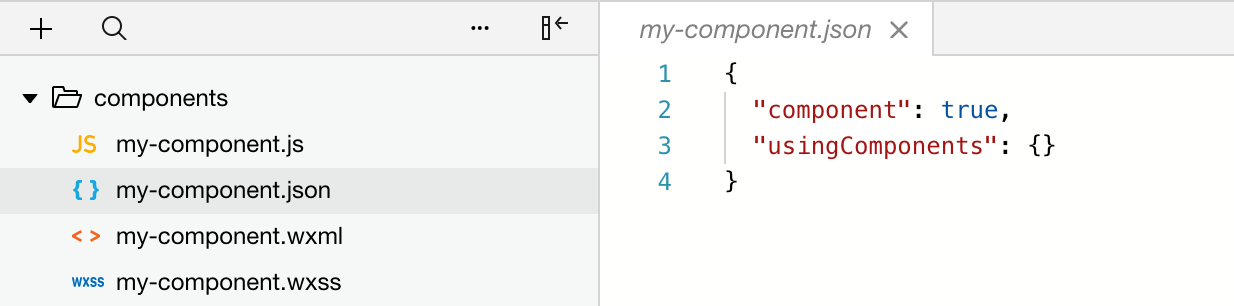 components
JS my-component.js
{ } my-component.json
< > my-component.wxml
wxss my-component.wxss
my-component.json
1 {
2 "component": true,
3 "usingComponents": {}
4 }